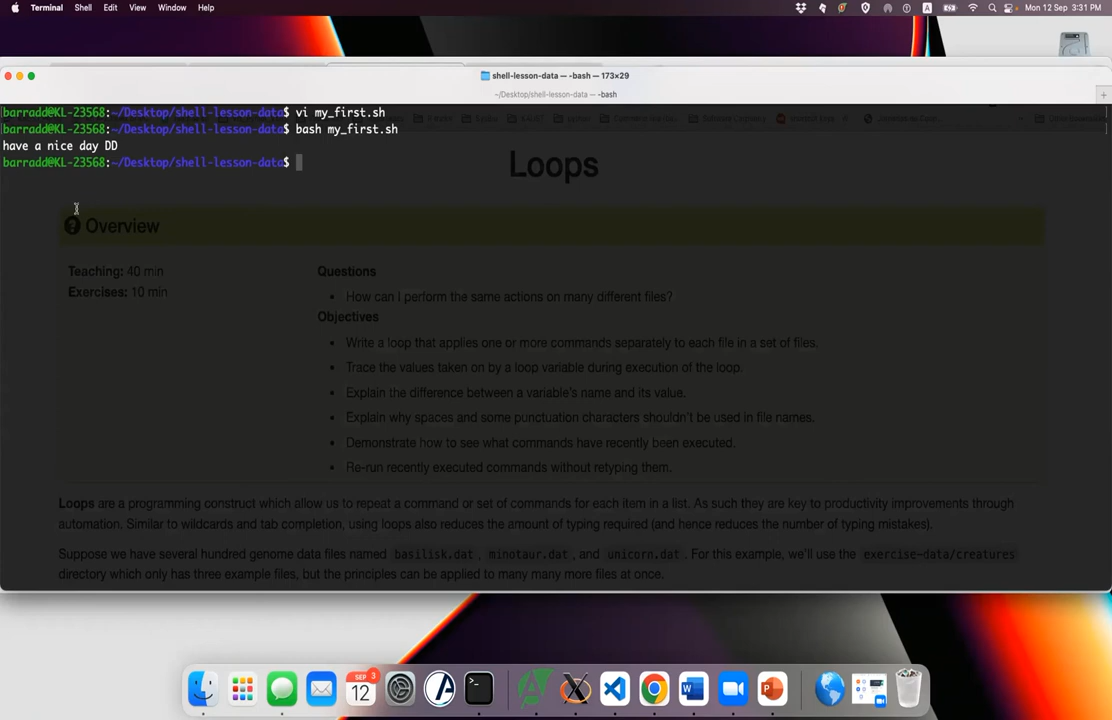 Terminal Shell Edit View Window Help
A
Mon 12 Sep 3:31 PM
shell-lesson-data — -bash — 173×29
~/Desktop/shell-lesson-data — -bash
barradd@KL-23568:~/Desktop/shell-lesson-data$ vi my_first.sh
barradd@KL-23568:~/Desktop/shell-lesson-data$ bash my_first.sh
have a nice day DD
barradd@KL-23568:~/Desktop/shell-lesson-data$
Loops
Overview
Teaching: 40 min
Exercises: 10 min
Questions
How can I perform the same actions on many different files?
Objectives
Write a loop that applies one or more commands separately to each file in a set of files.
Trace the values taken on by a loop variable during execution of the loop.
Explain the difference between a variable's name and its value.
Explain why spaces and some punctuation characters shouldn't be used in file names.
Demonstrate how to see what commands have recently been executed.
Re-run recently executed commands without retyping them.
Loops are a programming construct which allow us to repeat a command or set of commands for each item in a list. As such they are key to productivity improvements through
automation. Similar to wildcards and tab completion, using loops also reduces the amount of typing required (and hence reduces the number of typing mistakes).
Suppose we have several hundred genome data files named basilisk.dat, minotaur.dat, and unicorn.dat. For this example, we'll use the exercise-data/creatures
directory which only has three example files, but the principles can be applied to many many more files at once.
SEP
3
12